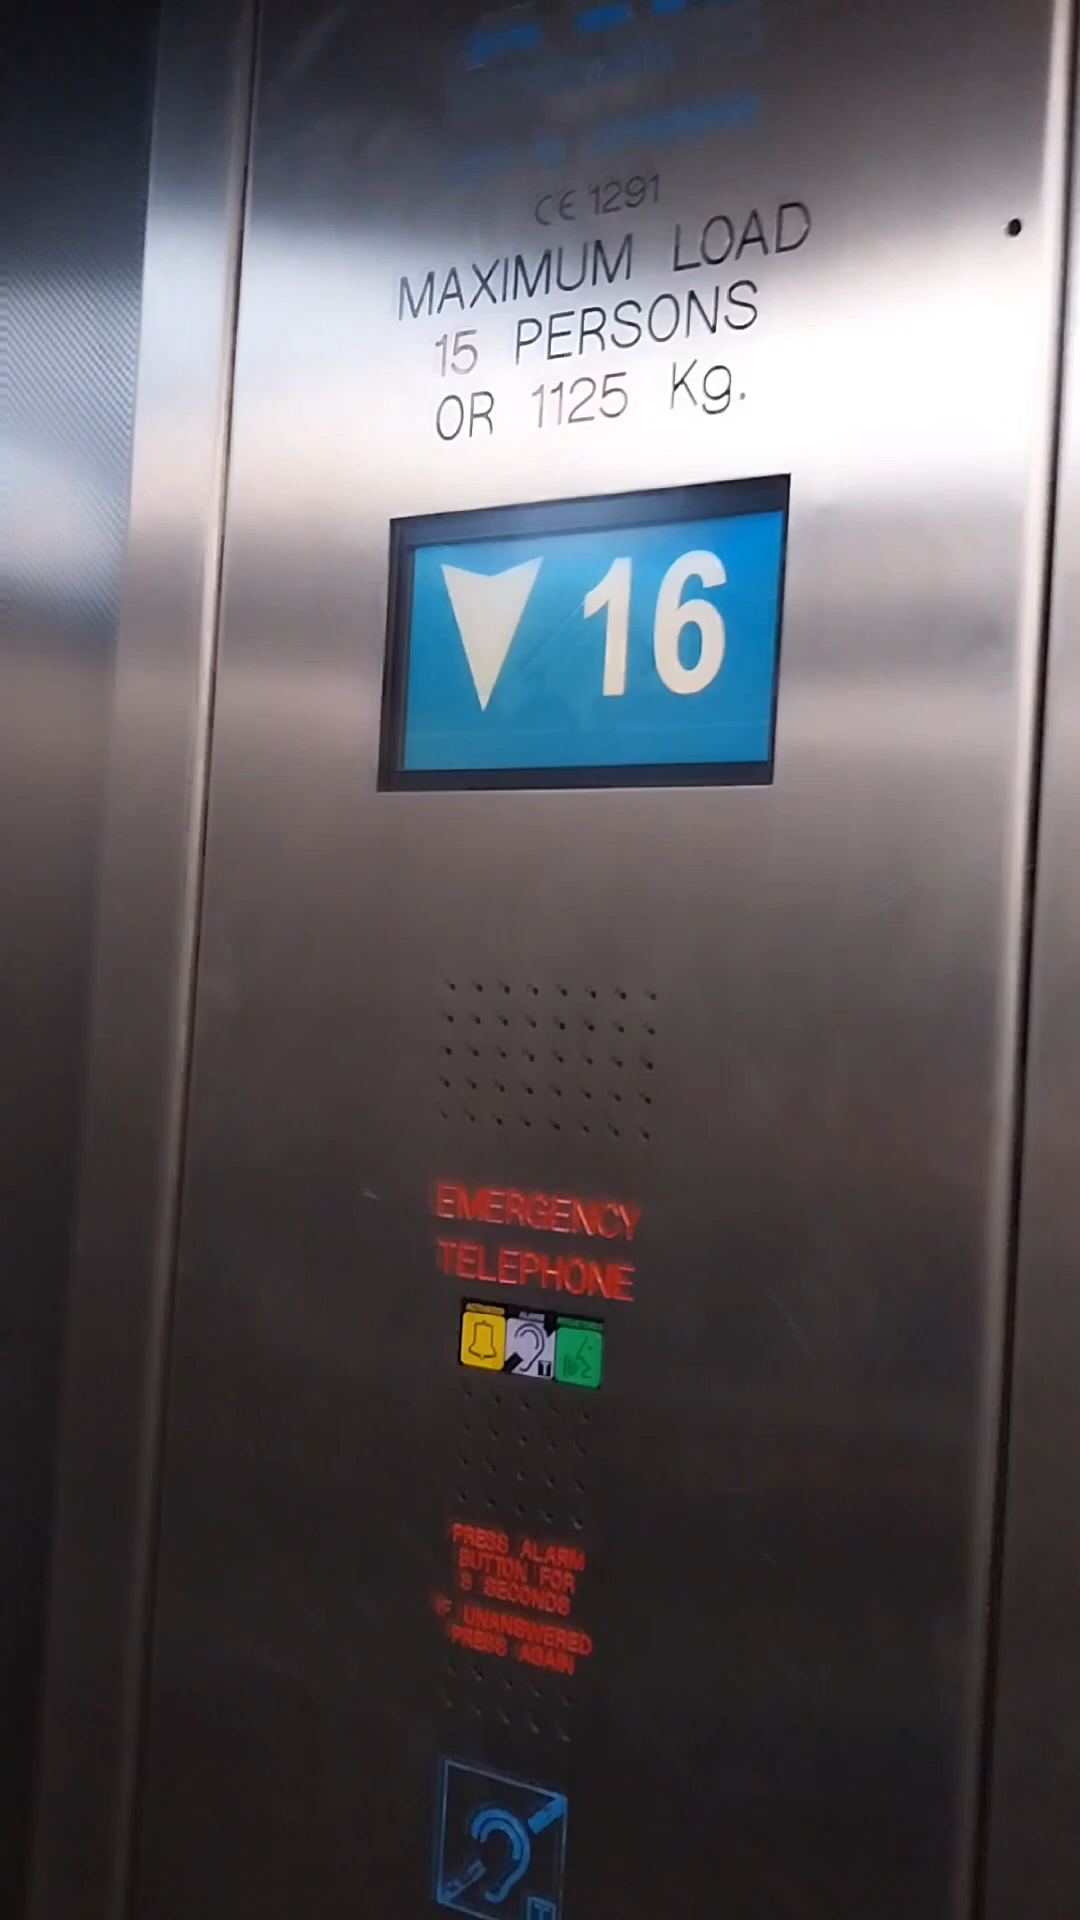 CE 1291
MAXIMUM LOAD
15 PERSONS
OR 1125 Kg.
16
EMERGENCY
TELEPHONE
PRESS ALARM
BUTTON FOR
3 SECONDS
IF UNANSWERED
PRESS AGAIN
T